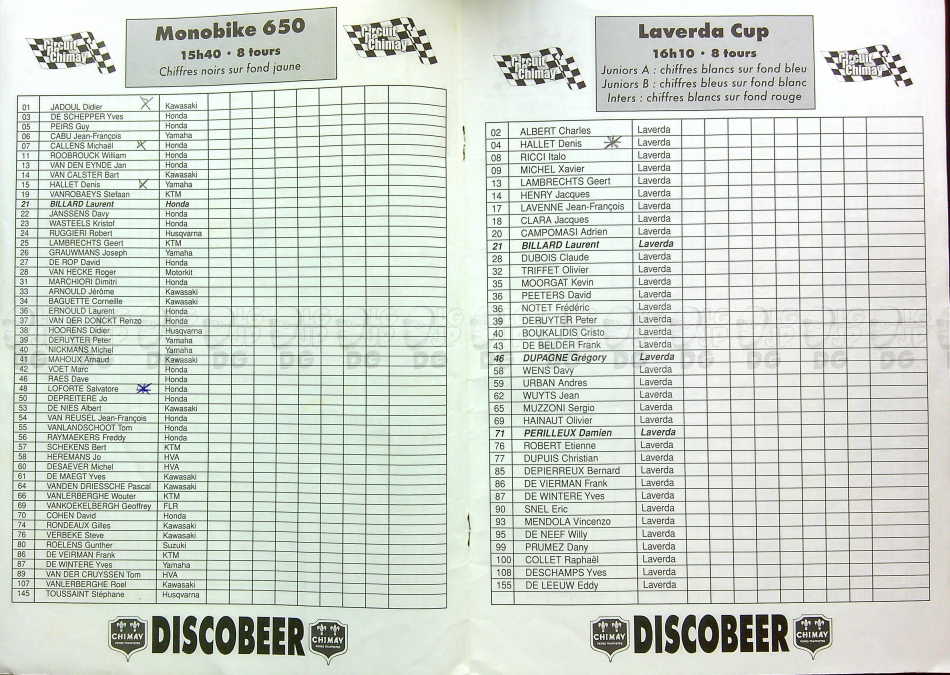 Circuit Chimay
Monobike 650
15h40 • 8 tours
Chiffres noirs sur fond jaune
Circuit Chimay
01 JADOUL Didier Kawasaki
03 DE SCHEPPER Yves Honda
05 PEIRS Guy Honda
06 CABU Jean-François Yamaha
07 CALLENS Michaël Honda
11 ROOBROUCK William Honda
13 VAN DEN EYNDE Jan Honda
14 VAN CALSTER Bart Kawasaki
15 HALLET Denis Yamaha
19 VANROBAEYS Stefaan KTM
21 BILLARD Laurent Honda
22 JANSSENS Davy Honda
23 WASTEELS Kristof Honda
24 RUGGIERI Robert Husqvarna
25 LAMBRECHTS Geert KTM
26 GRAUWMANS Joseph Yamaha
27 DE ROP David Honda
28 VAN HECKE Roger Motorkit
31 MARCHIORI Dimitri Honda
33 ARNOULD Jérôme Kawasaki
34 BAGUETTE Corneille Kawasaki
36 ERNOULD Laurent Honda
37 VAN DER DONCKT Renzo Honda
38 HOORENS Didier Husqvarna
39 DERUYTER Peter Yamaha
40 NICKMANS Michel Yamaha
41 MAHOUX Arnaud Kawasaki
42 VOET Marc Honda
46 RAES Dave Honda
48 LOFORTE Salvatore Honda
50 DEPREITERE Jo Honda
53 DE NIES Albert Kawasaki
54 VAN REUSEL Jean-François Honda
55 VANLANDSCHOOT Tom Honda
56 RAYMAEKERS Freddy Honda
57 SCHEKENS Bert KTM
58 HEREMANS Jo HVA
60 DESAEVER Michel HVA
61 DE MAEGT Yves Kawasaki
64 VANDEN DRIESSCHE Pascal Kawasaki
66 VANLERBERGHE Wouter KTM
69 VANKOEKELBERGH Geoffrey FLR
70 COHEN David Honda
74 RONDEAUX Gilles Kawasaki
76 VERBEKE Steve Kawasaki
80 ROELENS Gunther Suzuki
86 DE VEIRMAN Frank KTM
87 DE WINTERE Yves Yamaha
89 VAN DER CRUYSSEN Tom HVA
107 VANLERBERGHE Roel Kawasaki
145 TOUSSAINT Stéphane Husqvarna
CHIMAY DISCOBEER CHIMAY
Circuit Chimay
Laverda Cup
16h10 • 8 tours
Juniors A : chiffres blancs sur fond bleu
Juniors B : chiffres bleus sur fond blanc
Inters : chiffres blancs sur fond rouge
Circuit Chimay
02 ALBERT Charles Laverda
04 HALLET Denis Laverda
08 RICCI Italo Laverda
09 MICHEL Xavier Laverda
13 LAMBRECHTS Geert Laverda
14 HENRY Jacques Laverda
17 LAVENNE Jean-François Laverda
18 CLARA Jacques Laverda
20 CAMPOMASI Adrien Laverda
21 BILLARD Laurent Laverda
28 DUBOIS Claude Laverda
32 TRIFFET Olivier Laverda
35 MOORGAT Kevin Laverda
36 PEETERS David Laverda
36 NOTET Frédéric Laverda
39 DERUYTER Peter Laverda
40 BOUKALIDIS Cristo Laverda
43 DE BELDER Frank Laverda
46 DUPAGNE Grégory Laverda
58 WENS Davy Laverda
59 URBAN Andres Laverda
62 WUYTS Jean Laverda
65 MUZZONI Sergio Laverda
69 HAINAUT Olivier Laverda
71 PERILLEUX Damien Laverda
76 ROBERT Etienne Laverda
77 DUPUIS Christian Laverda
85 DEPIERREUX Bernard Laverda
86 DE VIERMAN Frank Laverda
87 DE WINTERE Yves Laverda
90 SNEL Eric Laverda
93 MENDOLA Vincenzo Laverda
95 DE NEEF Willy Laverda
99 PRUMEZ Dany Laverda
100 COLLET Raphaël Laverda
108 DESCHAMPS Yves Laverda
155 DE LEEUW Eddy Laverda
CHIMAY DISCOBEER CHIMAY